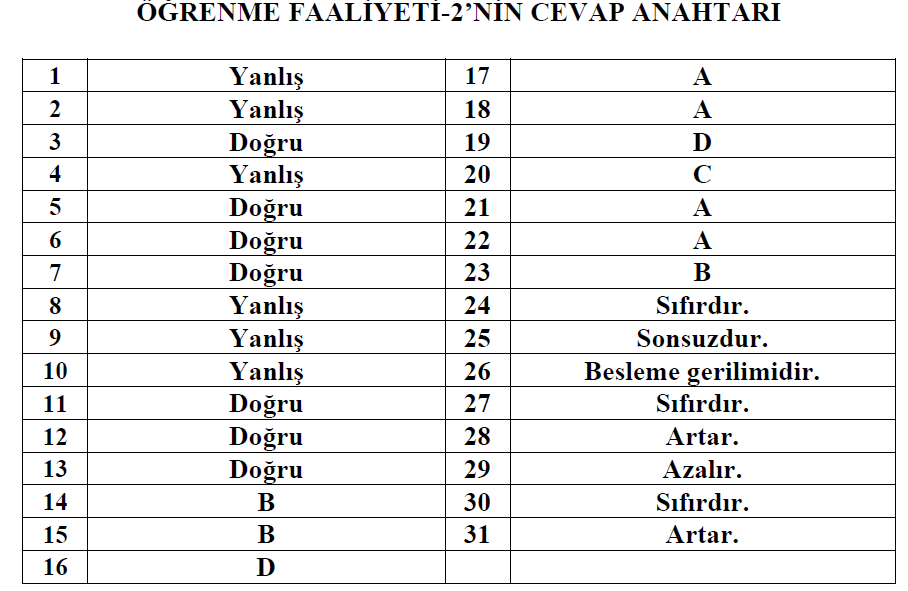 ÖĞRENME FAALİYETİ-2’NİN CEVAP ANAHTARI
1 Yanlış 17 A
2 Yanlış 18 A
3 Doğru 19 D
4 Yanlış 20 C
5 Doğru 21 A
6 Doğru 22 A
7 Doğru 23 B
8 Yanlış 24 Sıfırdır.
9 Yanlış 25 Sonsuzdur.
10 Yanlış 26 Besleme gerilimidir.
11 Doğru 27 Sıfırdır.
12 Doğru 28 Artar.
13 Doğru 29 Azalır.
14 B 30 Sıfırdır.
15 B 31 Artar.
16 D